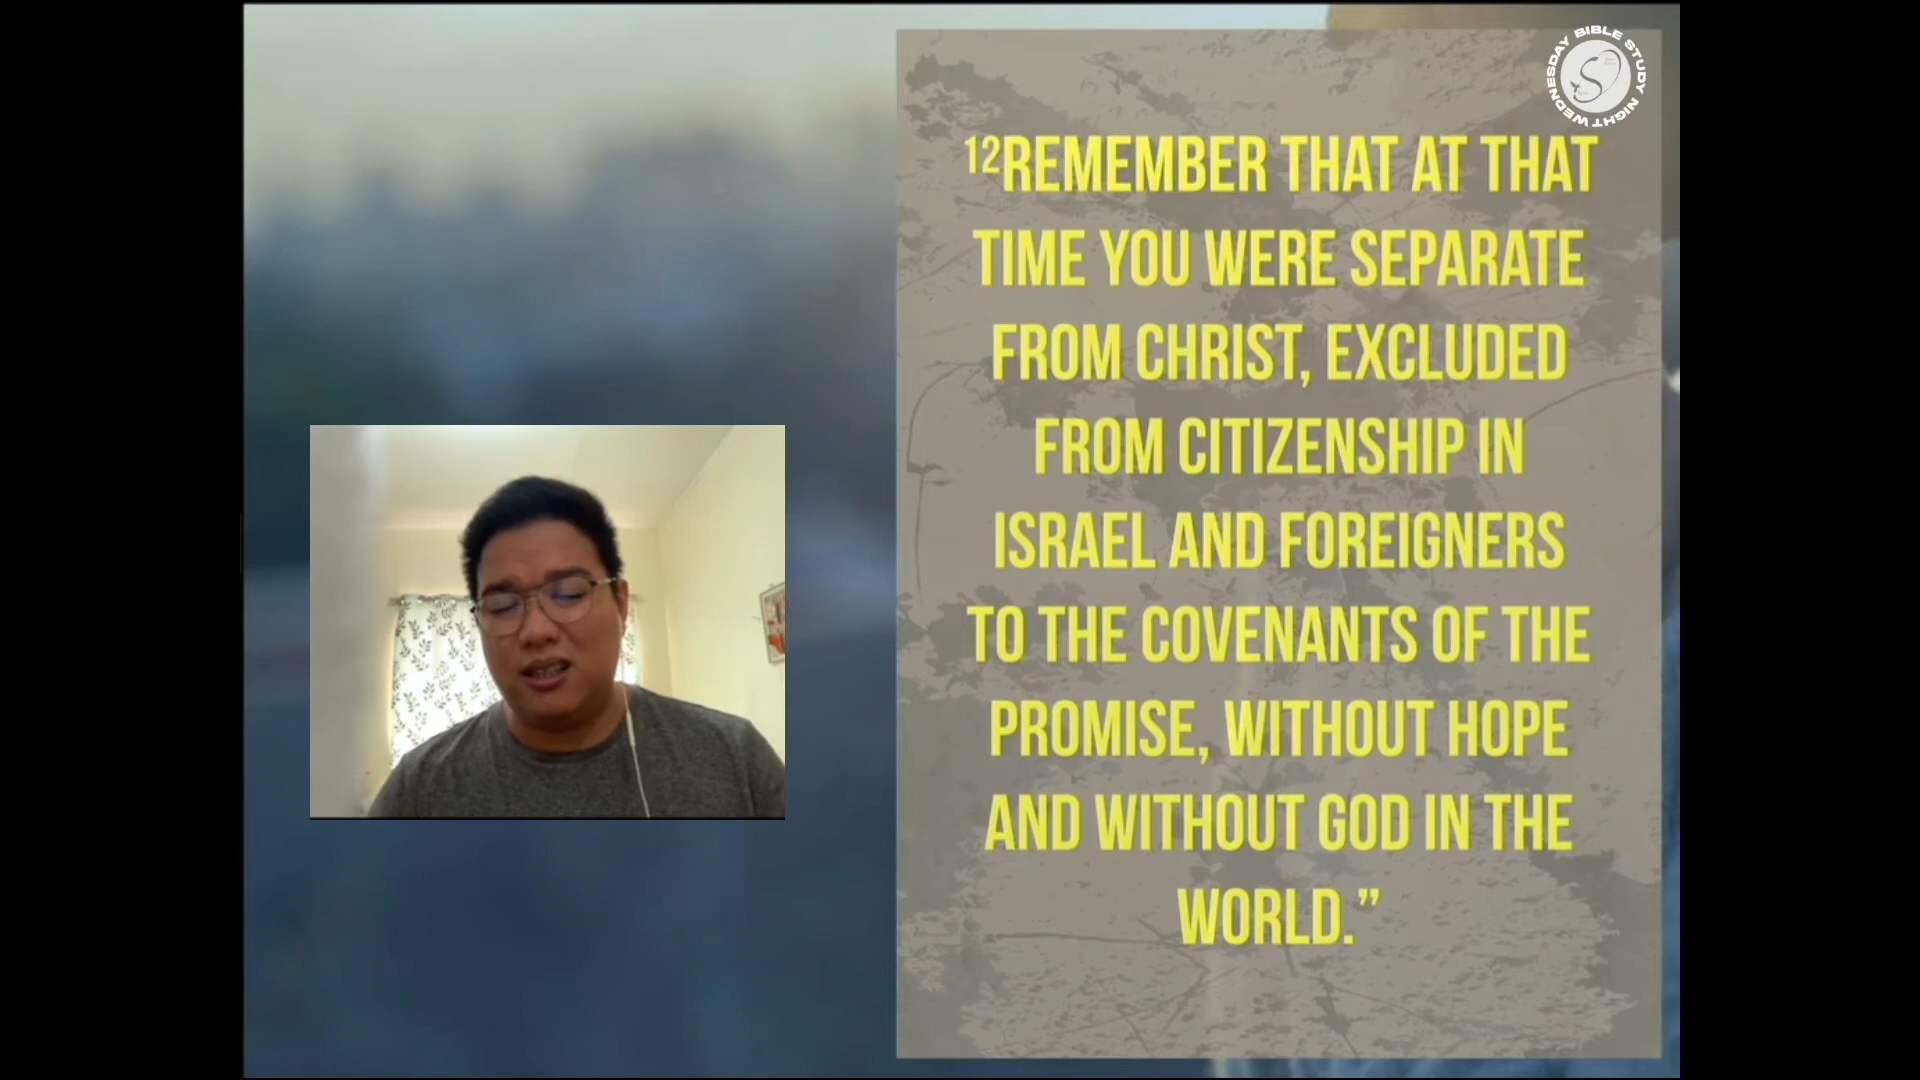 WEDNESDAY BIBLE STUDY NIGHT
S
¹²REMEMBER THAT AT THAT
TIME YOU WERE SEPARATE
FROM CHRIST, EXCLUDED
FROM CITIZENSHIP IN
ISRAEL AND FOREIGNERS
TO THE COVENANTS OF THE
PROMISE, WITHOUT HOPE
AND WITHOUT GOD IN THE
WORLD.”